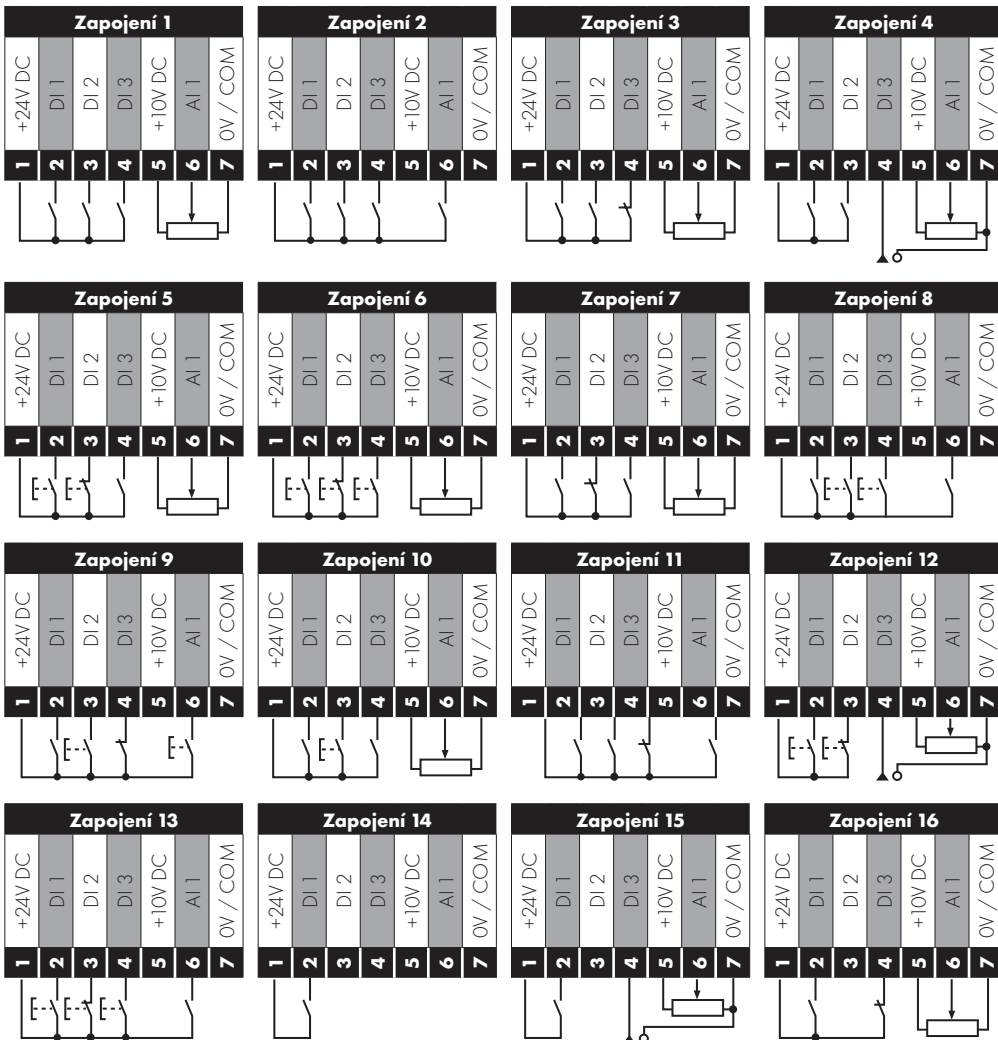 Zapojení 1
+24V DC
DI 1
DI 2
DI 3
+10V DC
AI 1
0V / COM
1 2 3 4 5 6 7
Zapojení 2
+24V DC
DI 1
DI 2
DI 3
+10V DC
AI 1
0V / COM
1 2 3 4 5 6 7
Zapojení 3
+24V DC
DI 1
DI 2
DI 3
+10V DC
AI 1
0V / COM
1 2 3 4 5 6 7
Zapojení 4
+24V DC
DI 1
DI 2
DI 3
+10V DC
AI 1
0V / COM
1 2 3 4 5 6 7
Zapojení 5
+24V DC
DI 1
DI 2
DI 3
+10V DC
AI 1
0V / COM
1 2 3 4 5 6 7
Zapojení 6
+24V DC
DI 1
DI 2
DI 3
+10V DC
AI 1
0V / COM
1 2 3 4 5 6 7
Zapojení 7
+24V DC
DI 1
DI 2
DI 3
+10V DC
AI 1
0V / COM
1 2 3 4 5 6 7
Zapojení 8
+24V DC
DI 1
DI 2
DI 3
+10V DC
AI 1
0V / COM
1 2 3 4 5 6 7
Zapojení 9
+24V DC
DI 1
DI 2
DI 3
+10V DC
AI 1
0V / COM
1 2 3 4 5 6 7
Zapojení 10
+24V DC
DI 1
DI 2
DI 3
+10V DC
AI 1
0V / COM
1 2 3 4 5 6 7
Zapojení 11
+24V DC
DI 1
DI 2
DI 3
+10V DC
AI 1
0V / COM
1 2 3 4 5 6 7
Zapojení 12
+24V DC
DI 1
DI 2
DI 3
+10V DC
AI 1
0V / COM
1 2 3 4 5 6 7
Zapojení 13
+24V DC
DI 1
DI 2
DI 3
+10V DC
AI 1
0V / COM
1 2 3 4 5 6 7
Zapojení 14
+24V DC
DI 1
DI 2
DI 3
+10V DC
AI 1
0V / COM
1 2 3 4 5 6 7
Zapojení 15
+24V DC
DI 1
DI 2
DI 3
+10V DC
AI 1
0V / COM
1 2 3 4 5 6 7
Zapojení 16
+24V DC
DI 1
DI 2
DI 3
+10V DC
AI 1
0V / COM
1 2 3 4 5 6 7